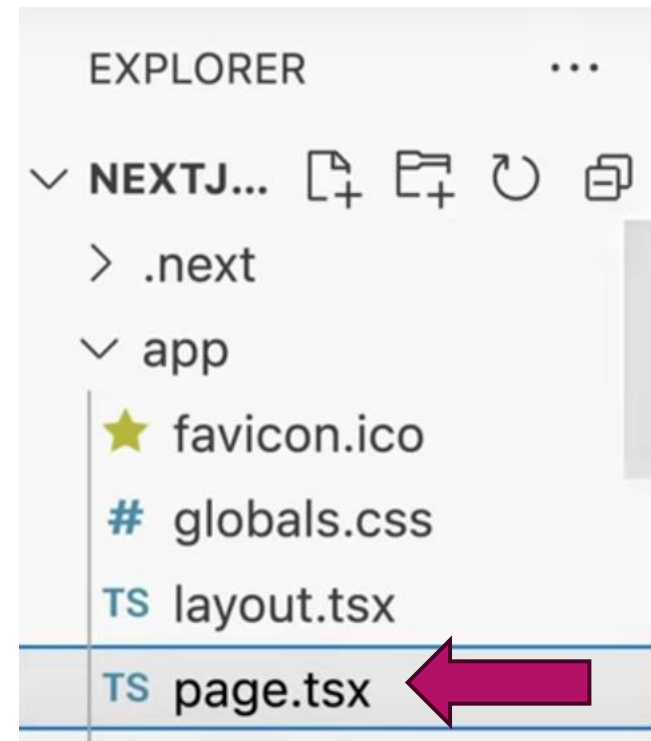 EXPLORER ...
NEXTJ...
.next
app
favicon.ico
# globals.css
TS layout.tsx
TS page.tsx